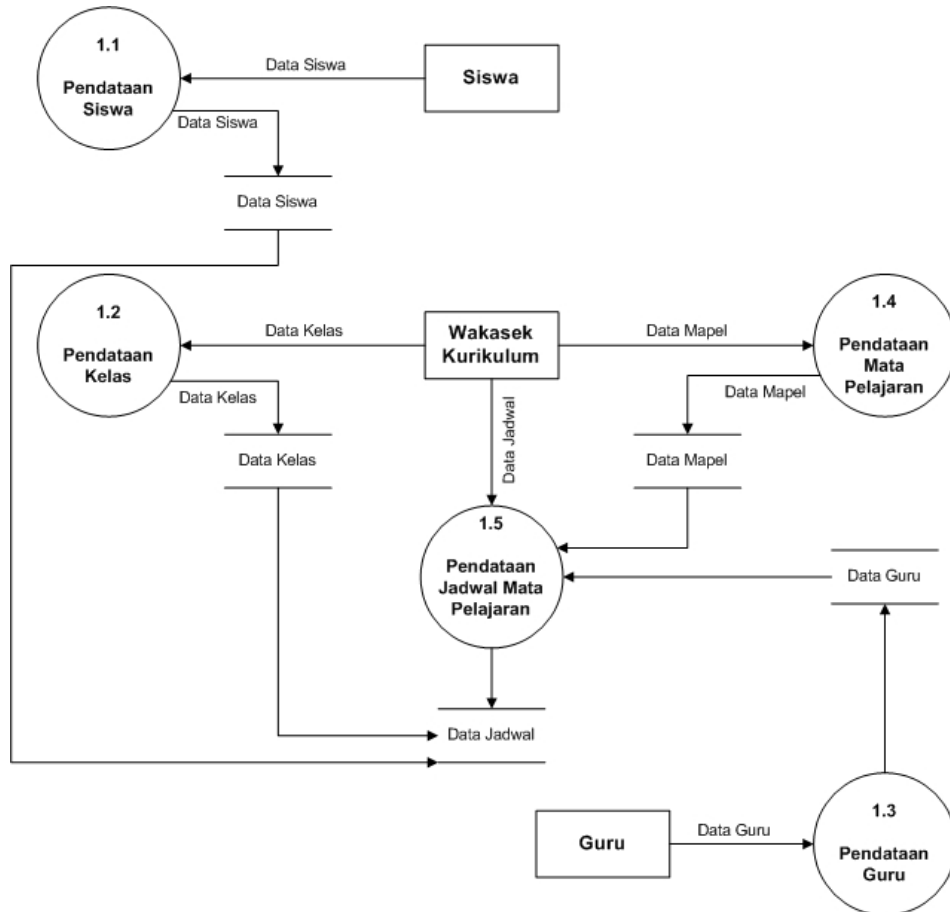 1.1
Pendataan
Siswa
Data Siswa
Siswa
Data Siswa
Data Siswa
1.2
Pendataan
Kelas
Data Kelas
Wakasek
Kurikulum
Data Mapel
1.4
Pendataan
Mata
Pelajaran
Data Kelas
Data Jadwal
Data Mapel
Data Kelas
Data Mapel
1.5
Pendataan
Jadwal Mata
Pelajaran
Data Guru
Data Jadwal
Guru
Data Guru
1.3
Pendataan
Guru